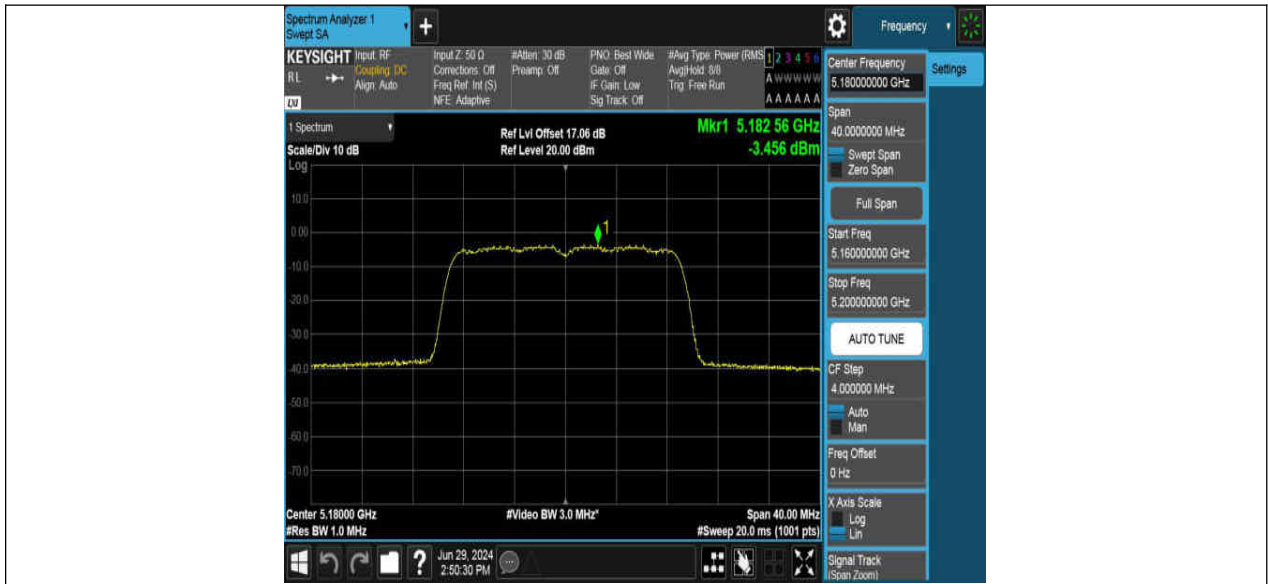 Spectrum Analyzer 1
Swept SA
+
Frequency
KEYSIGHT
RL
LXI
Input: RF
Coupling: DC
Align: Auto
Input Z: 50 Ω
Corrections: Off
Freq Ref: Int (S)
NFE: Adaptive
#Atten: 30 dB
Preamp: Off
PNO: Best Wide
Gate: Off
IF Gain: Low
Sig Track: Off
#Avg Type: Power (RMS
Avg|Hold: 8/8
Trig: Free Run
1 2 3 4 5 6
A W W W W W
A A A A A A
1 Spectrum
Scale/Div 10 dB
Log
Ref Lvl Offset 17.06 dB
Ref Level 20.00 dBm
Mkr1 5.182 56 GHz
-3.456 dBm
10.0
0.00
-10.0
-20.0
-30.0
-40.0
-50.0
-60.0
-70.0
1
Center 5.18000 GHz
#Res BW 1.0 MHz
#Video BW 3.0 MHz*
Span 40.00 MHz
#Sweep 20.0 ms (1001 pts)
?
Jun 29, 2024
2:50:30 PM
Center Frequency
5.180000000 GHz
Settings
Span
40.0000000 MHz
Swept Span
Zero Span
Full Span
Start Freq
5.160000000 GHz
Stop Freq
5.200000000 GHz
AUTO TUNE
CF Step
4.000000 MHz
Auto
Man
Freq Offset
0 Hz
X Axis Scale
Log
Lin
Signal Track
(Span Zoom)